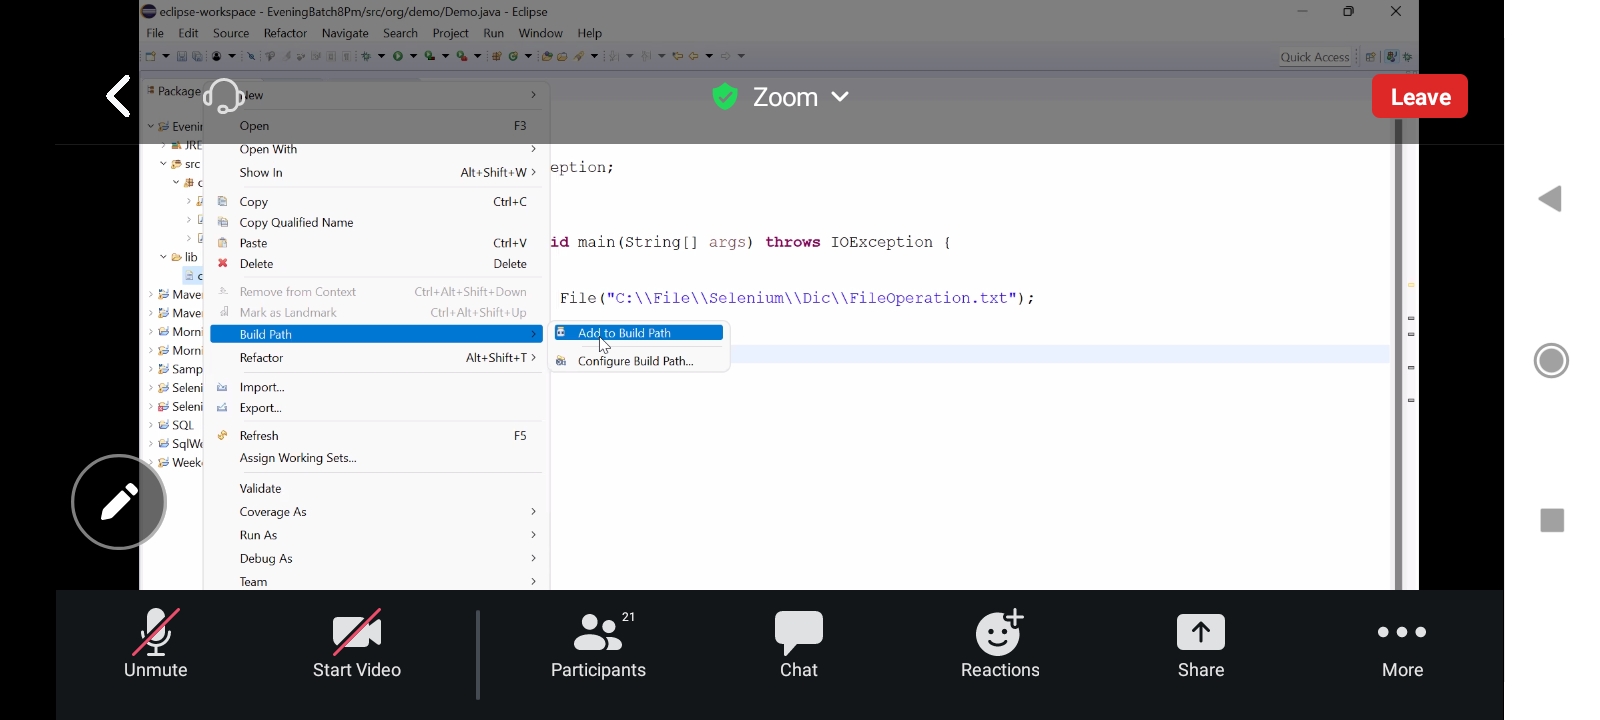 eclipse-workspace - EveningBatch8Pm/src/org/demo/Demo.java - Eclipse
File Edit Source Refactor Navigate Search Project Run Window Help
Quick Access
Package
New
Zoom
Leave
Open F3
Open With
Show In Alt+Shift+W
Copy Ctrl+C
Copy Qualified Name
Paste Ctrl+V
Delete Delete
Remove from Context Ctrl+Alt+Shift+Down
Mark as Landmark Ctrl+Alt+Shift+Up
Build Path
Refactor Alt+Shift+T
Import...
Export...
Refresh F5
Assign Working Sets...
Validate
Coverage As
Run As
Debug As
Team
Add to Build Path
Configure Build Path...
Evenin
JRE
src
c
lib
c
Maver
Maver
Morni
Morni
Samp
Seleni
Seleni
SQL
SqlWe
Week
eption;
id main(String[] args) throws IOException {
File("C:\\File\\Selenium\\Dic\\FileOperation.txt");
Unmute
Start Video
21
Participants
Chat
Reactions
Share
More